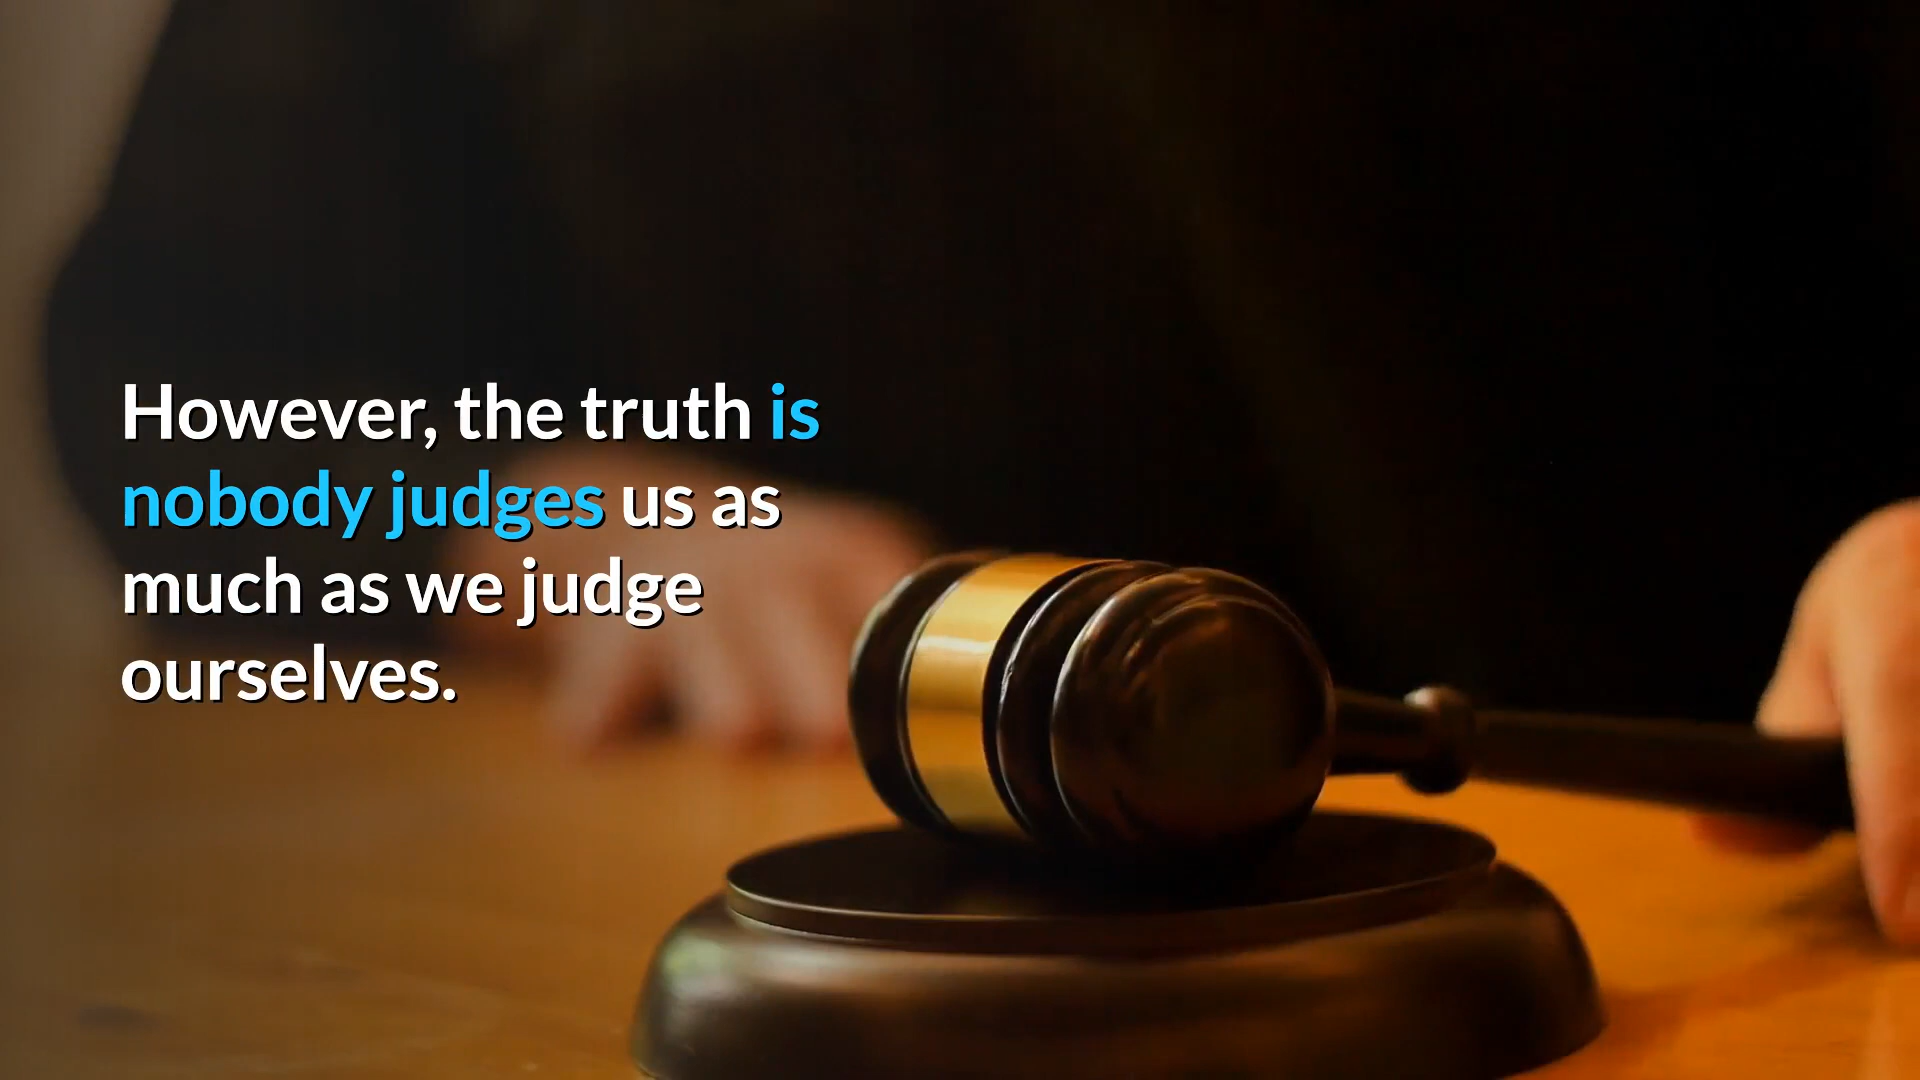 However, the truth is
nobody judges us as
much as we judge
ourselves.